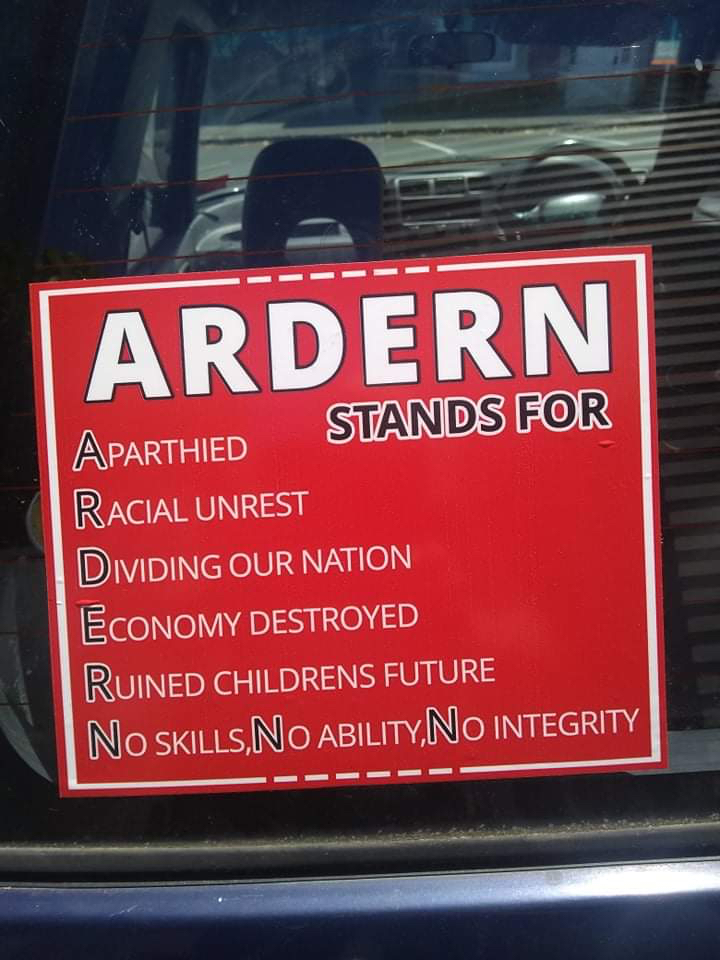 ARDERN
STANDS FOR
APARTHIED
RACIAL UNREST
DIVIDING OUR NATION
ECONOMY DESTROYED
RUINED CHILDRENS FUTURE
NO SKILLS,NO ABILITY,NO INTEGRITY